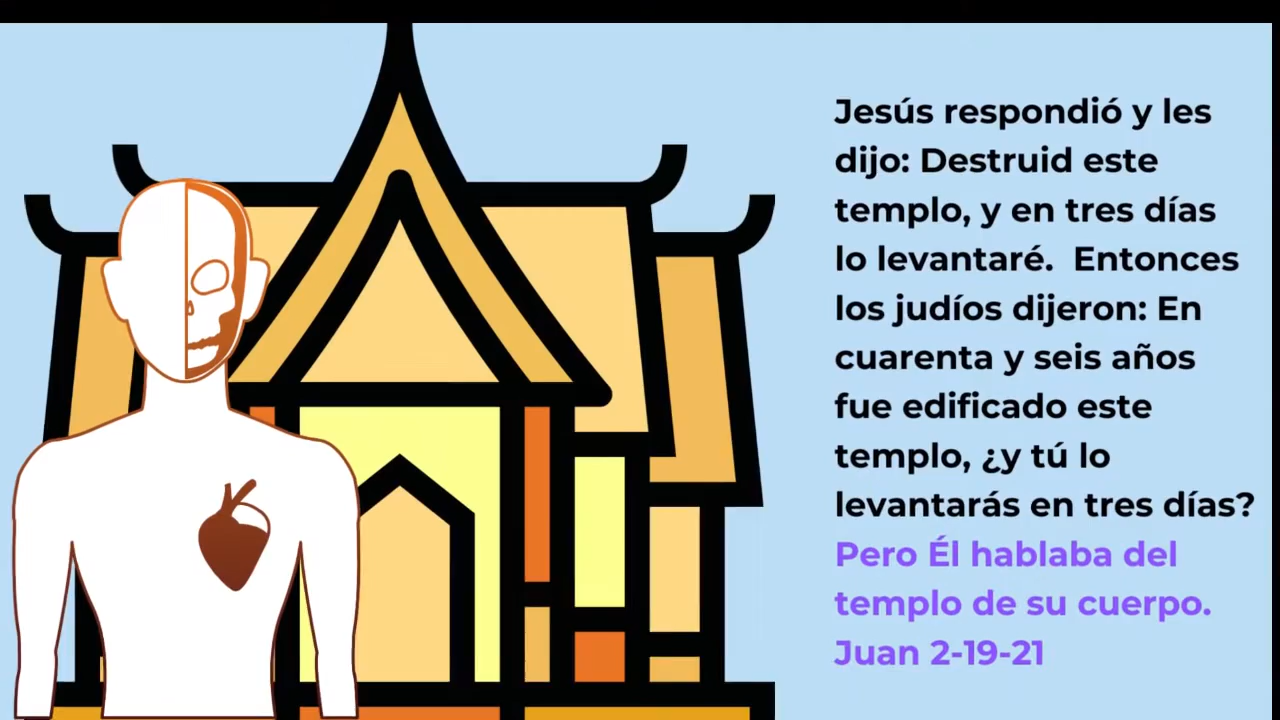 Jesús respondió y les
dijo: Destruid este
templo, y en tres días
lo levantaré.  Entonces
los judíos dijeron: En
cuarenta y seis años
fue edificado este
templo, ¿y tú lo
levantarás en tres días?
Pero Él hablaba del
templo de su cuerpo.
Juan 2-19-21